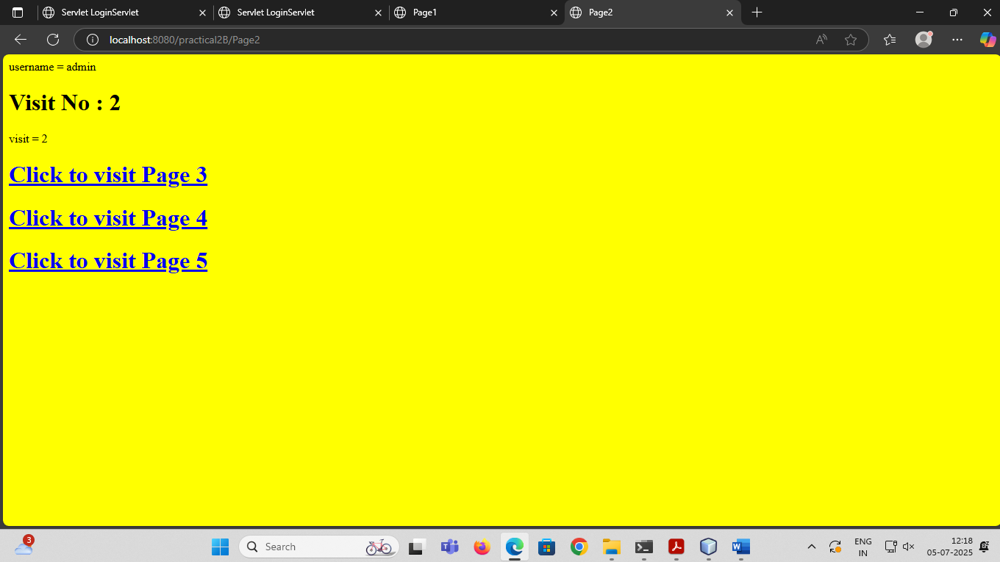 Servlet LoginServlet
Servlet LoginServlet
Page1
Page2
localhost:8080/practical2B/Page2
username = admin
Visit No : 2
visit = 2
Click to visit Page 3
Click to visit Page 4
Click to visit Page 5
3
Search
ENG
IN
12:18
05-07-2025